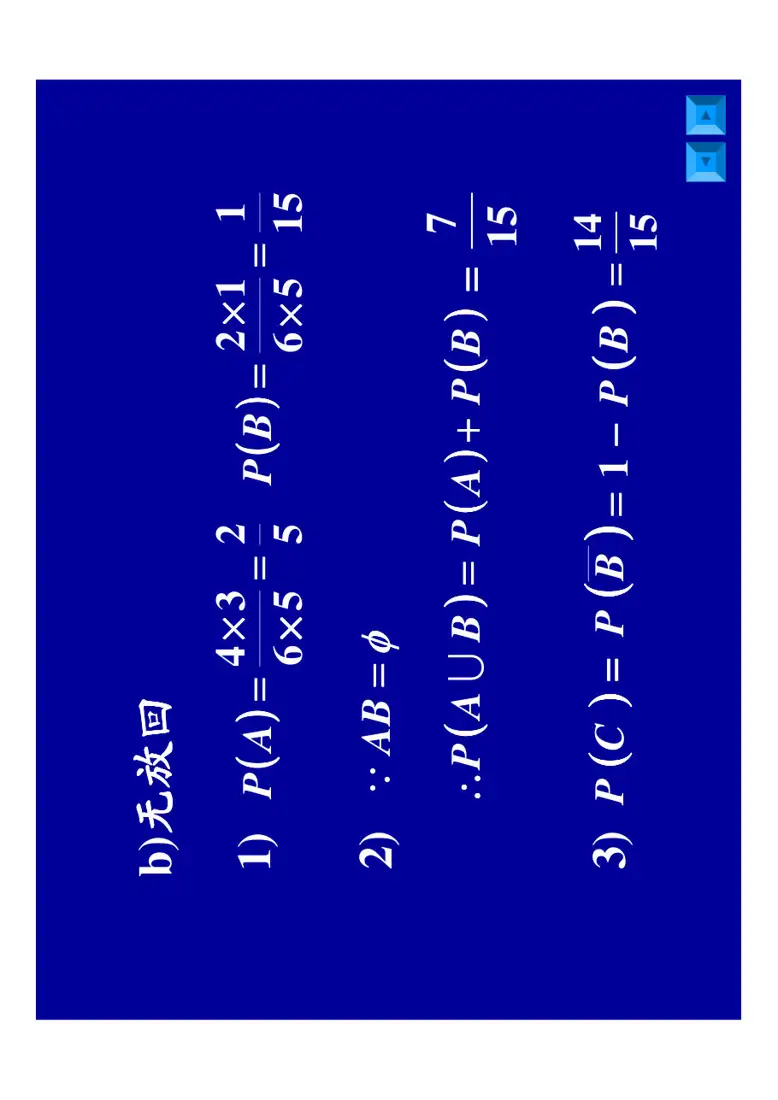 b)无放回
1) P(A)=4×3/6×5=2/5 P(B)=2×1/6×5=1/15
2) ∵AB=ϕ
∴P(A∪B)=P(A)+P(B)=7/15
3) P(C)=P(B̅)=1−P(B)=14/15